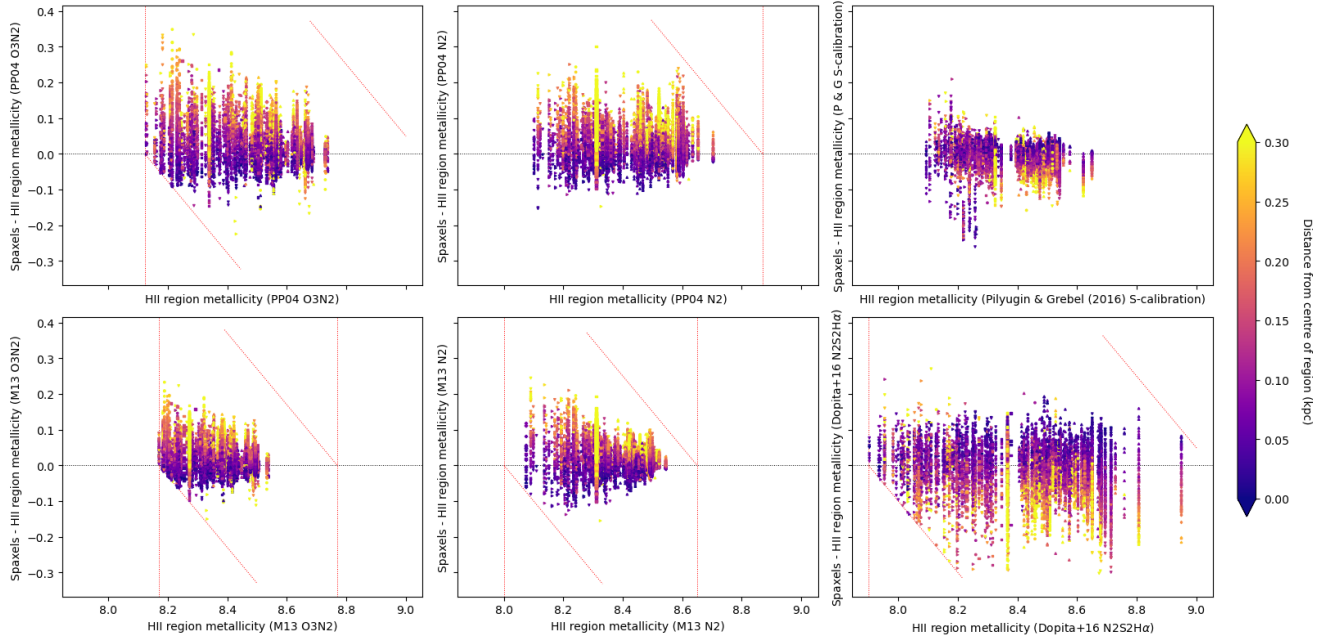 0.4
0.3
0.2
0.1
0.0
−0.1
−0.2
−0.3
Spaxels - HII region metallicity (PP04 O3N2)
HII region metallicity (PP04 O3N2)
Spaxels - HII region metallicity (PP04 N2)
HII region metallicity (PP04 N2)
Spaxels - HII region metallicity (P & G S-calibration)
HII region metallicity (Pilyugin & Grebel (2016) S-calibration)
0.4
0.3
0.2
0.1
0.0
−0.1
−0.2
−0.3
Spaxels - HII region metallicity (M13 O3N2)
8.0 8.2 8.4 8.6 8.8 9.0
HII region metallicity (M13 O3N2)
Spaxels - HII region metallicity (M13 N2)
8.0 8.2 8.4 8.6 8.8 9.0
HII region metallicity (M13 N2)
Spaxels - HII region metallicity (Dopita+16 N2S2Hα)
8.0 8.2 8.4 8.6 8.8 9.0
HII region metallicity (Dopita+16 N2S2Hα)
0.30
0.25
0.20
0.15
0.10
0.05
0.00
Distance from centre of region (kpc)